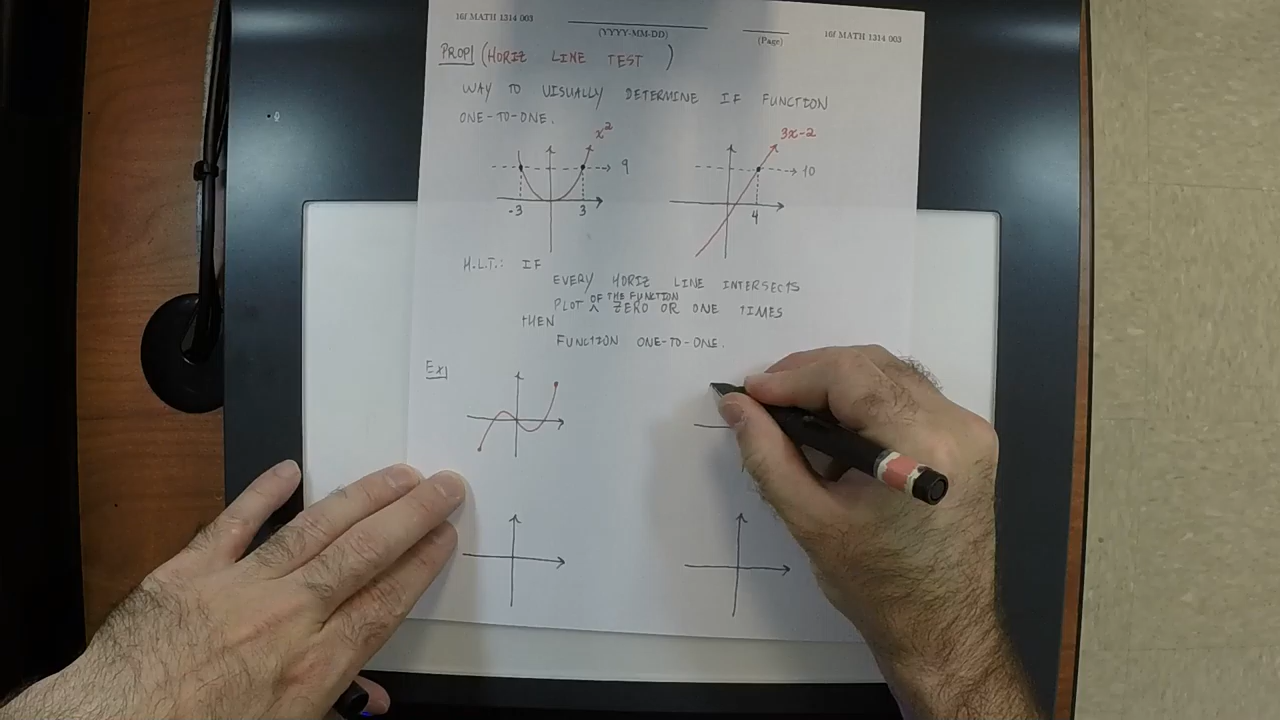 16f MATH 1314 003
(YYYY-MM-DD)
(Page)
16f MATH 1314 003
PROP (HORIZ LINE TEST )
WAY TO VISUALLY DETERMINE IF FUNCTION
ONE-TO-ONE.
x²
9
-3
3
3x-2
10
4
H.L.T.: IF
EVERY HORIZ LINE INTERSECTS
PLOT ^ OF THE FUNCTION ZERO OR ONE TIMES
THEN
FUNCTION ONE-TO-ONE.
Ex